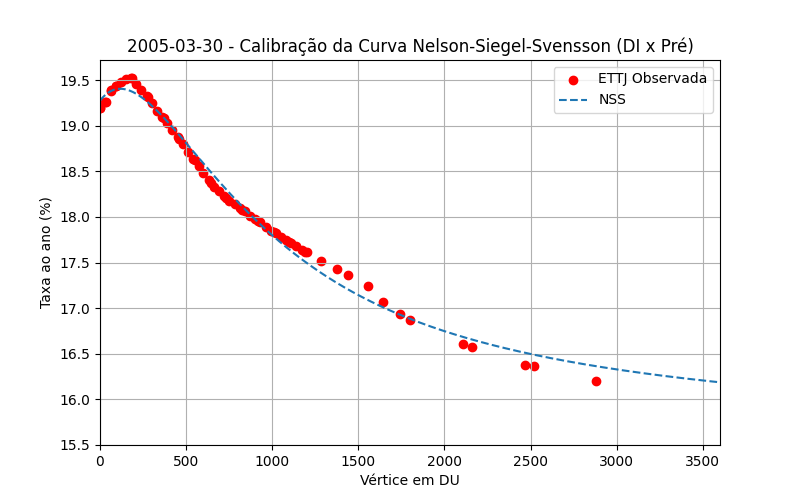 2005-03-30 - Calibração da Curva Nelson-Siegel-Svensson (DI x Pré)
ETTJ Observada
NSS
Taxa ao ano (%)
19.5
19.0
18.5
18.0
17.5
17.0
16.5
16.0
15.5
0 500 1000 1500 2000 2500 3000 3500
Vértice em DU